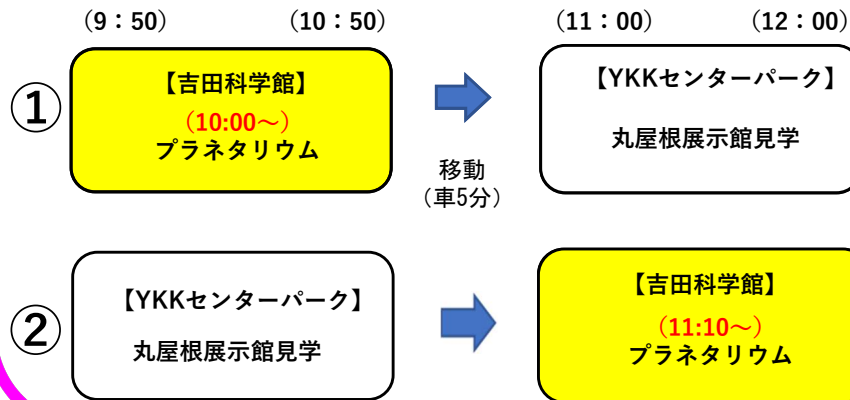 （9：50）　（10：50）　（11：00）　（12：00）
①
【吉田科学館】
（10:00～）
プラネタリウム
移動
（車5分）
【YKKセンターパーク】
丸屋根展示館見学
②
【YKKセンターパーク】
丸屋根展示館見学
【吉田科学館】
（11:10～）
プラネタリウム